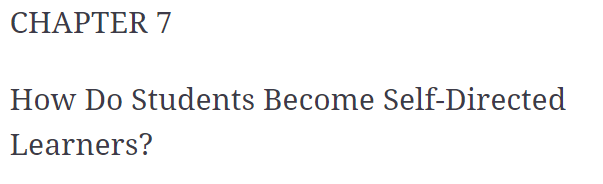 CHAPTER 7
How Do Students Become Self-Directed
Learners?